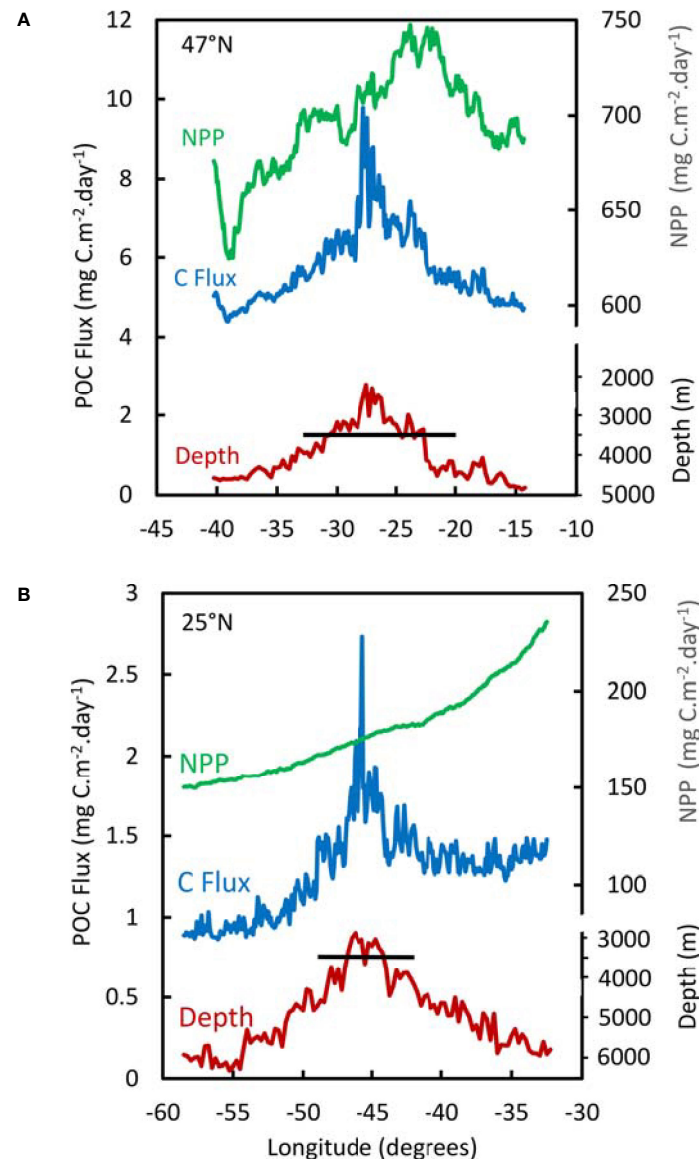 A
47°N
POC Flux (mg C.m-2.day-1)
12
10
8
6
4
2
0
NPP
C Flux
Depth
750
700
650
600
NPP (mg C.m-2.day-1)
2000
3000
4000
5000
Depth (m)
-45 -40 -35 -30 -25 -20 -15 -10
B
25°N
POC Flux (mg C.m-2.day-1)
3
2.5
2
1.5
1
0.5
0
NPP
C Flux
Depth
250
200
150
100
NPP (mg C.m-2.day-1)
3000
4000
5000
6000
Depth (m)
-60 -55 -50 -45 -40 -35 -30
Longitude (degrees)